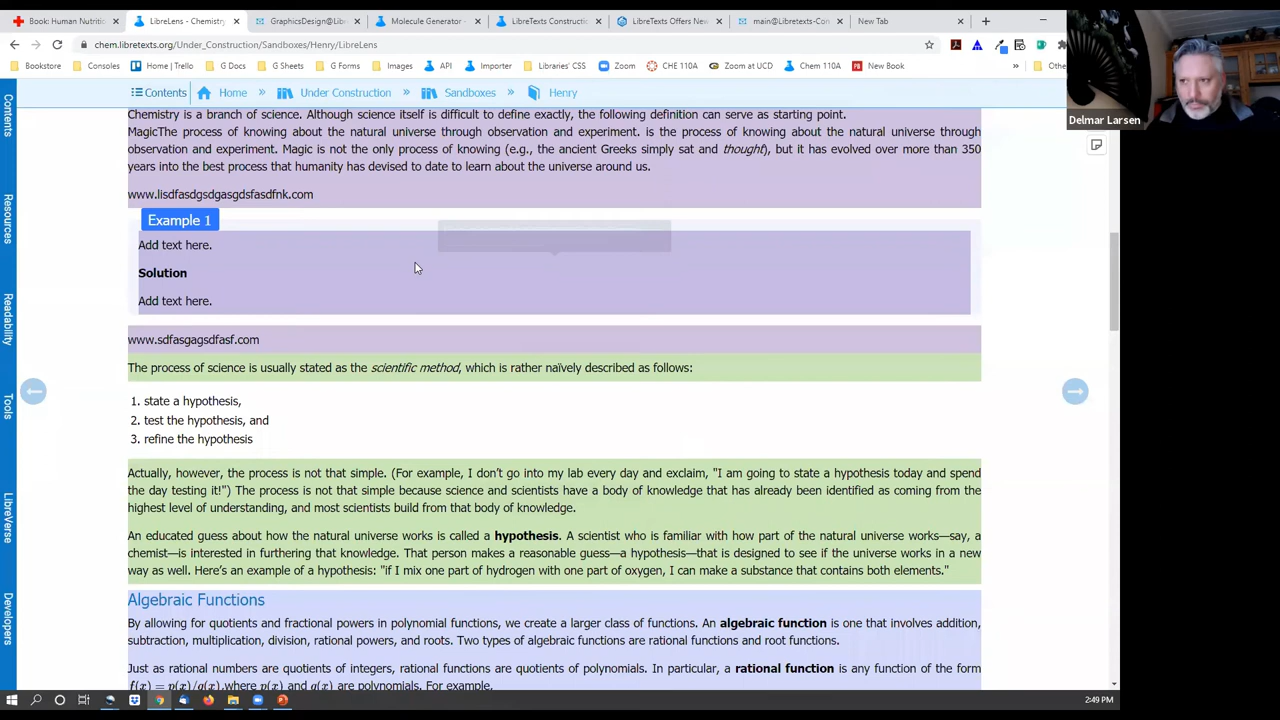 Book: Human Nutriti
LibreLens - Chemistry
GraphicsDesign@Libre
Molecule Generator -
LibreTexts Constructio
LibreTexts Offers New
main@Libretexts-Con
New Tab
chem.libretexts.org/Under_Construction/Sandboxes/Henry/LibreLens
Bookstore
Consoles
Home | Trello
G Docs
G Sheets
G Forms
Images
API
Importer
Libraries' CSS
Zoom
CHE 110A
Zoom at UCD
Chem 110A
New Book
Othe
Delmar Larsen
Contents
Home
Under Construction
Sandboxes
Henry
Contents
Resources
Readability
Tools
LibreVerse
Developers
Chemistry is a branch of science. Although science itself is difficult to define exactly, the following definition can serve as starting point.
MagicThe process of knowing about the natural universe through observation and experiment. is the process of knowing about the natural universe through
observation and experiment. Magic is not the only process of knowing (e.g., the ancient Greeks simply sat and thought), but it has evolved over more than 350
years into the best process that humanity has devised to date to learn about the universe around us.
www.lisdfasdgsdgasgdsfasdfnk.com
Example 1
Add text here.
Solution
Add text here.
www.sdfasgagsdfasf.com
The process of science is usually stated as the scientific method, which is rather naïvely described as follows:
1. state a hypothesis,
2. test the hypothesis, and
3. refine the hypothesis
Actually, however, the process is not that simple. (For example, I don't go into my lab every day and exclaim, "I am going to state a hypothesis today and spend
the day testing it!") The process is not that simple because science and scientists have a body of knowledge that has already been identified as coming from the
highest level of understanding, and most scientists build from that body of knowledge.
An educated guess about how the natural universe works is called a hypothesis. A scientist who is familiar with how part of the natural universe works—say, a
chemist—is interested in furthering that knowledge. That person makes a reasonable guess—a hypothesis—that is designed to see if the universe works in a new
way as well. Here's an example of a hypothesis: "if I mix one part of hydrogen with one part of oxygen, I can make a substance that contains both elements."
Algebraic Functions
By allowing for quotients and fractional powers in polynomial functions, we create a larger class of functions. An algebraic function is one that involves addition,
subtraction, multiplication, division, rational powers, and roots. Two types of algebraic functions are rational functions and root functions.
Just as rational numbers are quotients of integers, rational functions are quotients of polynomials. In particular, a rational function is any function of the form
f(x) = p(x)/q(x),where p(x) and q(x) are polynomials. For example,
2:49 PM